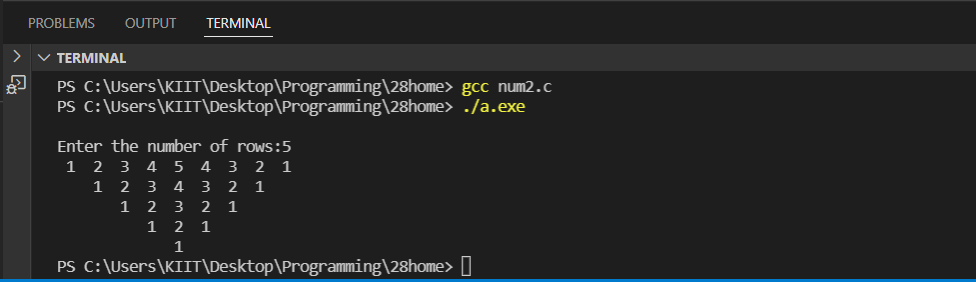 PROBLEMS OUTPUT TERMINAL
TERMINAL
PS C:\Users\KIIT\Desktop\Programming\28home> gcc num2.c
PS C:\Users\KIIT\Desktop\Programming\28home> ./a.exe
Enter the number of rows:5
 1  2  3  4  5  4  3  2  1
    1  2  3  4  3  2  1
       1  2  3  2  1
          1  2  1
             1
PS C:\Users\KIIT\Desktop\Programming\28home>